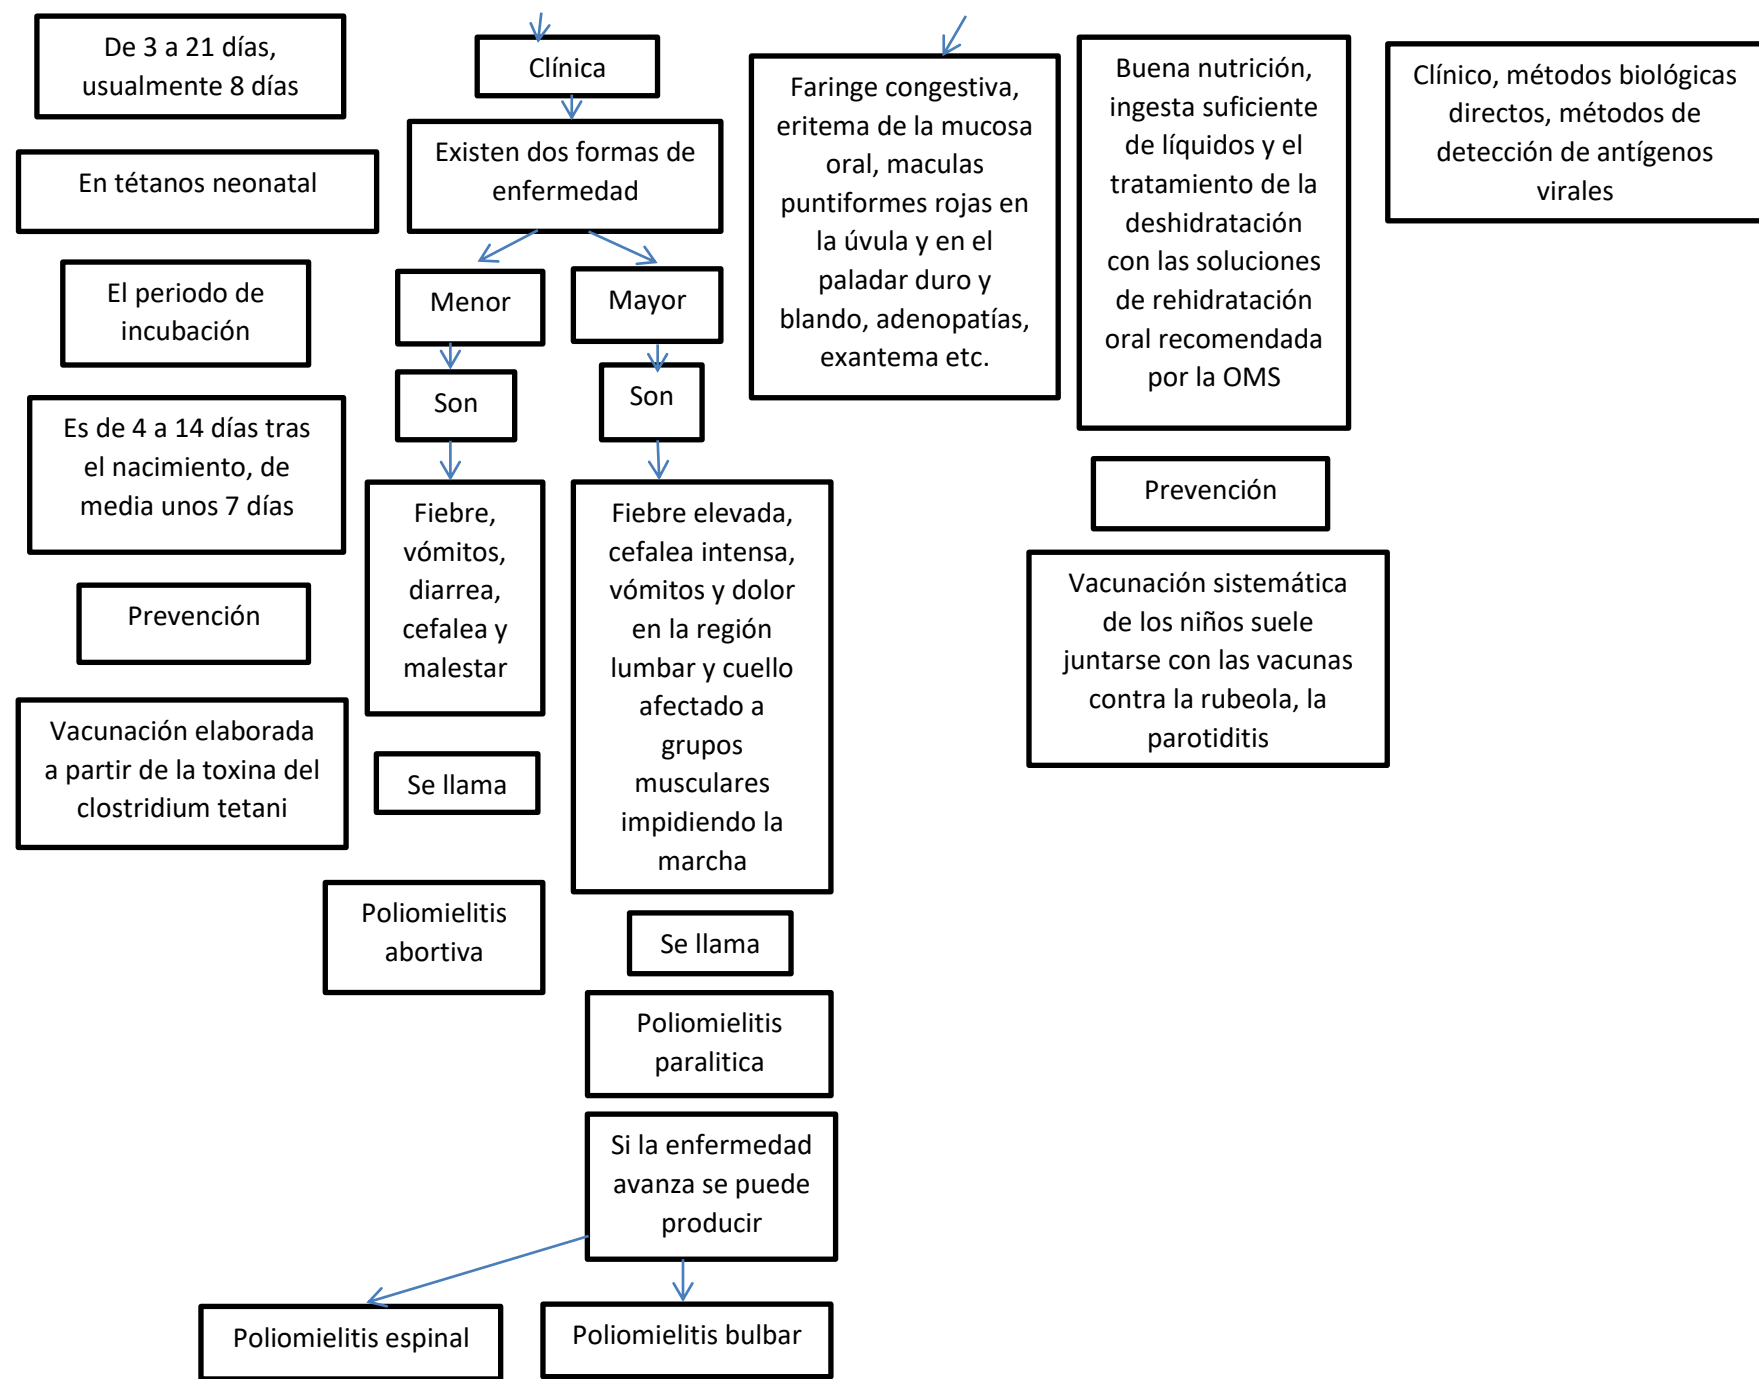 De 3 a 21 días,
usualmente 8 días
En tétanos neonatal
El periodo de
incubación
Es de 4 a 14 días tras
el nacimiento, de
media unos 7 días
Prevención
Vacunación elaborada
a partir de la toxina del
clostridium tetani
Clínica
Existen dos formas de
enfermedad
Menor
Son
Fiebre,
vómitos,
diarrea,
cefalea y
malestar
Se llama
Poliomielitis
abortiva
Mayor
Son
Fiebre elevada,
cefalea intensa,
vómitos y dolor
en la región
lumbar y cuello
afectado a
grupos
musculares
impidiendo la
marcha
Se llama
Poliomielitis
paralitica
Si la enfermedad
avanza se puede
producir
Poliomielitis espinal
Poliomielitis bulbar
Faringe congestiva,
eritema de la mucosa
oral, maculas
puntiformes rojas en
la úvula y en el
paladar duro y
blando, adenopatías,
exantema etc.
Buena nutrición,
ingesta suficiente
de líquidos y el
tratamiento de la
deshidratación
con las soluciones
de rehidratación
oral recomendada
por la OMS
Prevención
Vacunación sistemática
de los niños suele
juntarse con las vacunas
contra la rubeola, la
parotiditis
Clínico, métodos biológicas
directos, métodos de
detección de antígenos
virales